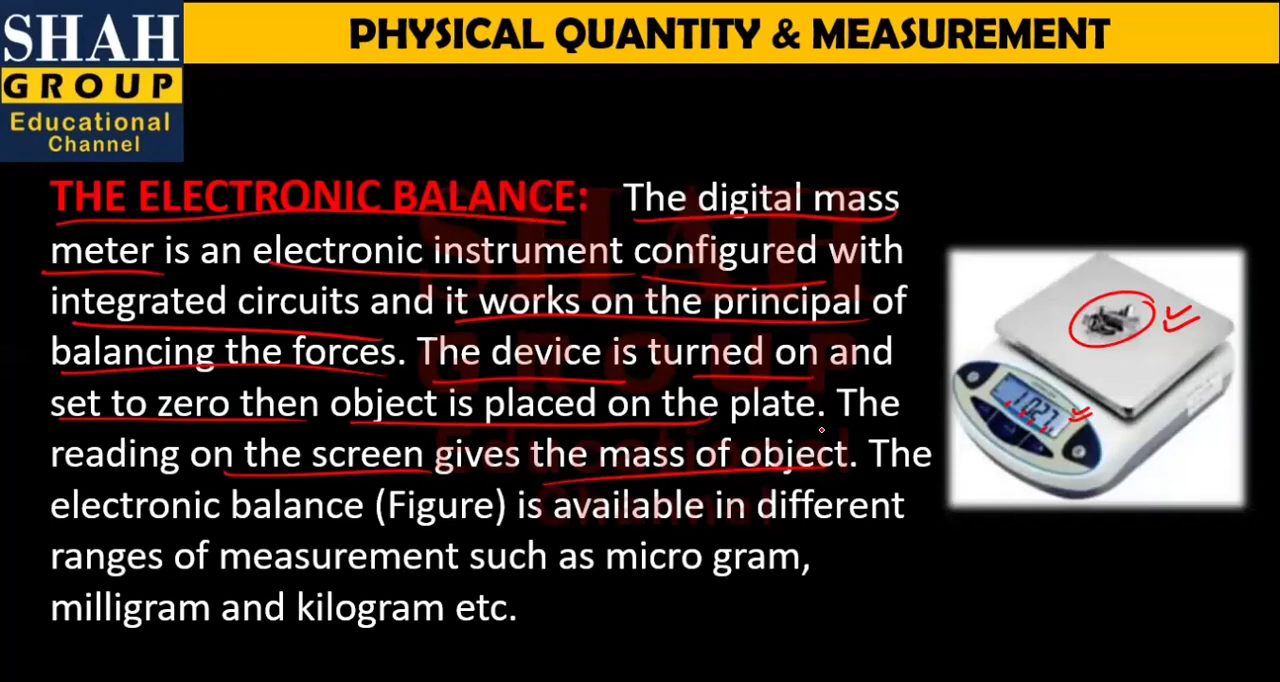 SHAH
GROUP
Educational
Channel
PHYSICAL QUANTITY & MEASUREMENT
THE ELECTRONIC BALANCE: The digital mass
meter is an electronic instrument configured with
integrated circuits and it works on the principal of
balancing the forces. The device is turned on and
set to zero then object is placed on the plate. The
reading on the screen gives the mass of object. The
electronic balance (Figure) is available in different
ranges of measurement such as micro gram,
milligram and kilogram etc.
SHAH
GROUP
Educational
Channel